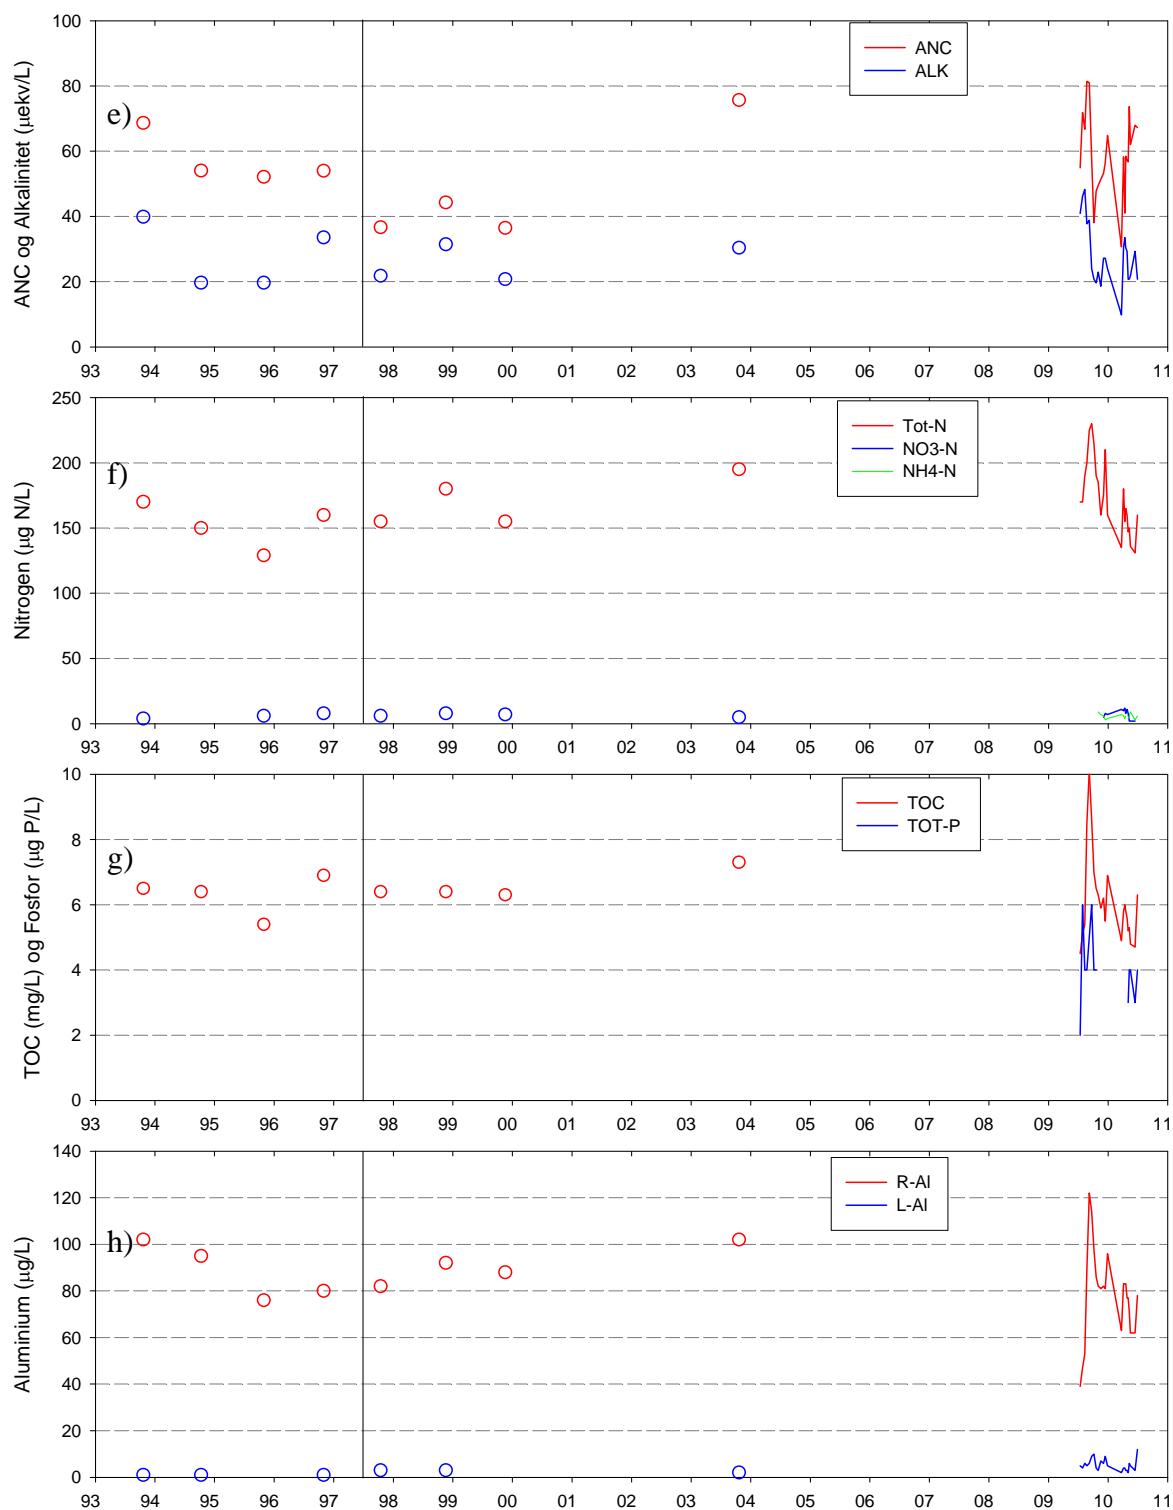 100
80
60
40
20
0
ANC og Alkalinitet (µekv/L)
e)
ANC
ALK
93 94 95 96 97 98 99 00 01 02 03 04 05 06 07 08 09 10 11
250
200
150
100
50
0
Nitrogen (µg N/L)
f)
Tot-N
NO3-N
NH4-N
93 94 95 96 97 98 99 00 01 02 03 04 05 06 07 08 09 10 11
10
8
6
4
2
0
TOC (mg/L) og Fosfor (µg P/L)
g)
TOC
TOT-P
93 94 95 96 97 98 99 00 01 02 03 04 05 06 07 08 09 10 11
140
120
100
80
60
40
20
0
Aluminium (µg/L)
h)
R-Al
L-Al
93 94 95 96 97 98 99 00 01 02 03 04 05 06 07 08 09 10 11